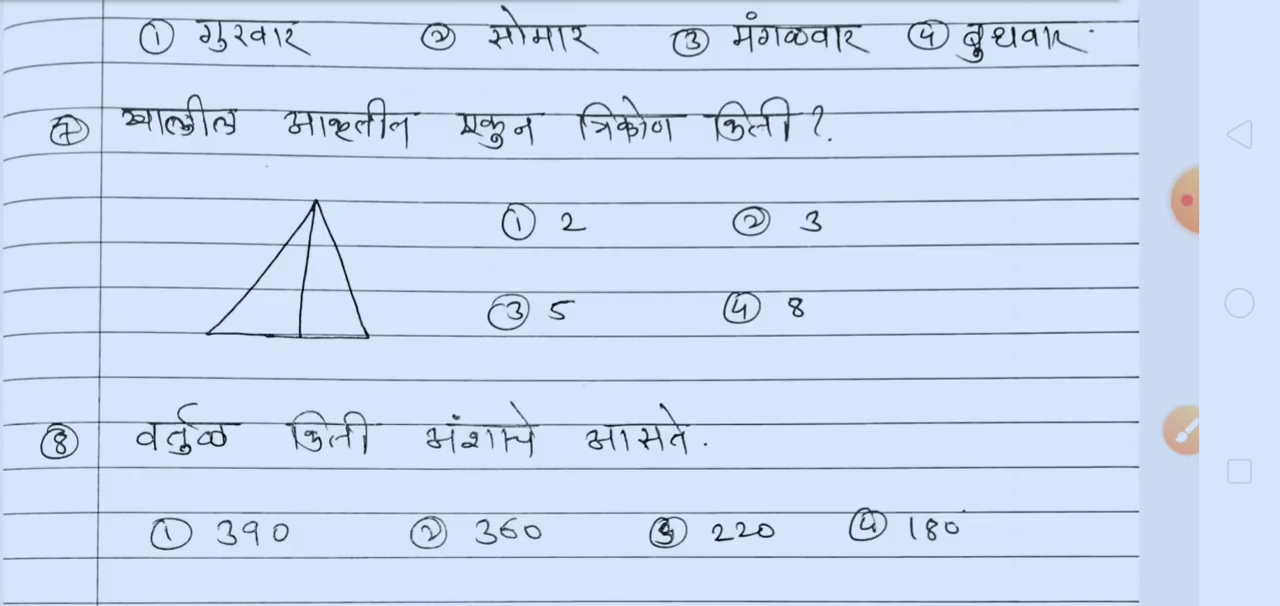 ① गुरवार ② सोमार ③ मंगळवार ④ बुधवार.
⑦ खालील आकृतीत एकुन त्रिकोण किती?
① 2 ② 3
③ 5 ④ 8
⑧ वर्तुळ किती अंशाचे आसते.
① 390 ② 360 ③ 220 ④ 180